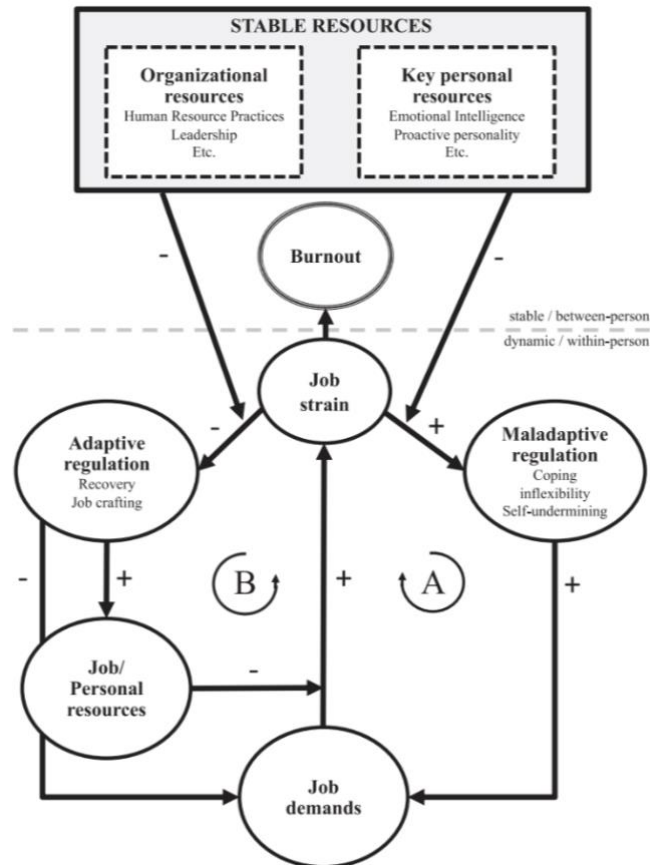 STABLE RESOURCES
Organizational
resources
Human Resource Practices
Leadership
Etc.
Key personal
resources
Emotional Intelligence
Proactive personality
Etc.
-
-
Burnout
stable / between-person
dynamic / within-person
Job
strain
-
+
Adaptive
regulation
Recovery
Job crafting
Maladaptive
regulation
Coping
inflexibility
Self-undermining
-
+
B
+
A
+
Job/
Personal
resources
-
Job
demands